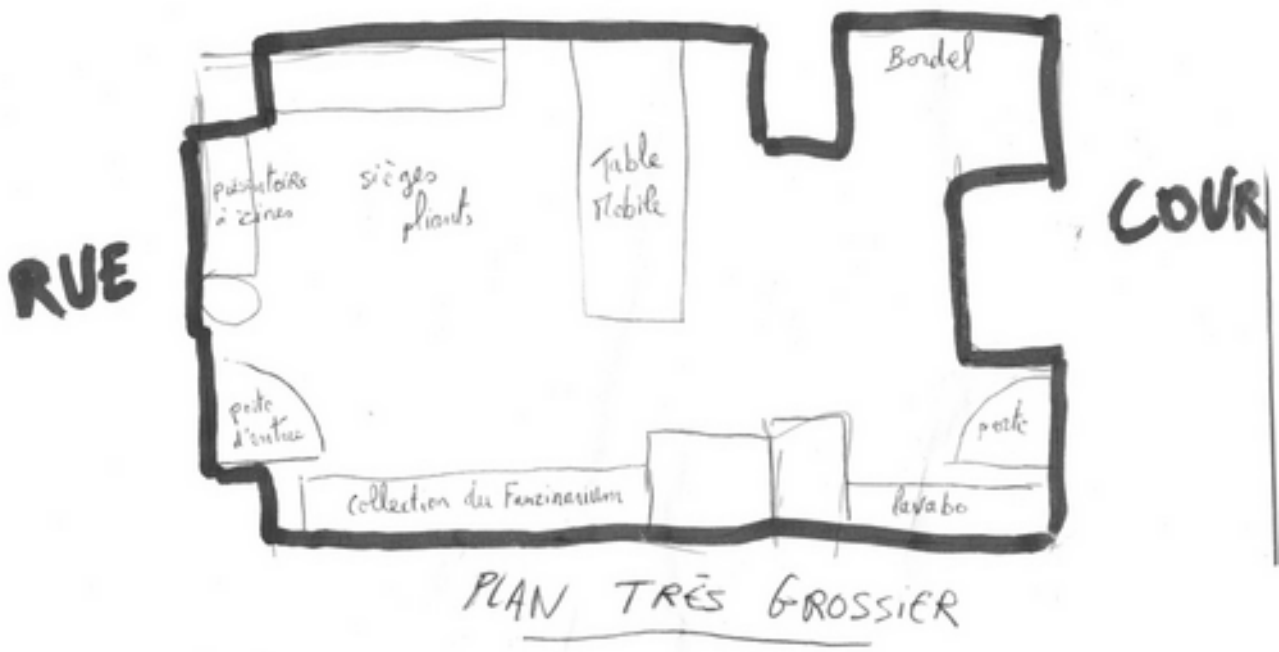 Bordel
sièges
pliants
Table
Mobile
présentoirs
à zines
COUR
RUE
porte
d'entrée
porte
collection du Fanzinarium
lavabo
PLAN TRÈS GROSSIER